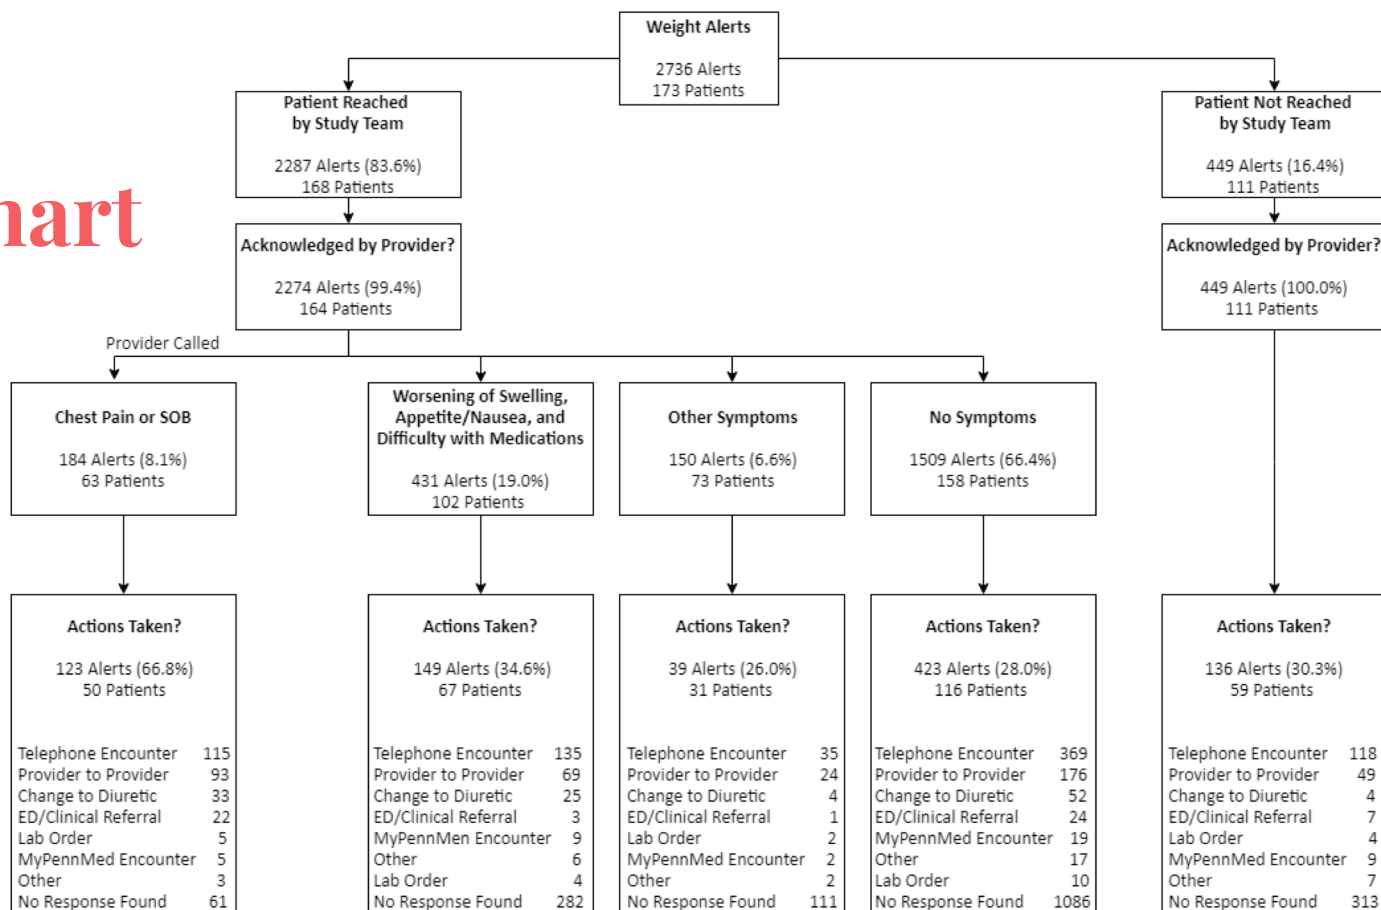 Weight Alerts
2736 Alerts
173 Patients
Patient Reached
by Study Team
2287 Alerts (83.6%)
168 Patients
Patient Not Reached
by Study Team
449 Alerts (16.4%)
111 Patients
hart
Acknowledged by Provider?
2274 Alerts (99.4%)
164 Patients
Acknowledged by Provider?
449 Alerts (100.0%)
111 Patients
Provider Called
Chest Pain or SOB
184 Alerts (8.1%)
63 Patients
Worsening of Swelling,
Appetite/Nausea, and
Difficulty with Medications
431 Alerts (19.0%)
102 Patients
Other Symptoms
150 Alerts (6.6%)
73 Patients
No Symptoms
1509 Alerts (66.4%)
158 Patients
Actions Taken?
123 Alerts (66.8%)
50 Patients
Telephone Encounter 115
Provider to Provider 93
Change to Diuretic 33
ED/Clinical Referral 22
Lab Order 5
MyPennMed Encounter 5
Other 3
No Response Found 61
Actions Taken?
149 Alerts (34.6%)
67 Patients
Telephone Encounter 135
Provider to Provider 69
Change to Diuretic 25
ED/Clinical Referral 3
MyPennMen Encounter 9
Other 6
Lab Order 4
No Response Found 282
Actions Taken?
39 Alerts (26.0%)
31 Patients
Telephone Encounter 35
Provider to Provider 24
Change to Diuretic 4
ED/Clinical Referral 1
Lab Order 2
MyPennMed Encounter 2
Other 2
No Response Found 111
Actions Taken?
423 Alerts (28.0%)
116 Patients
Telephone Encounter 369
Provider to Provider 176
Change to Diuretic 52
ED/Clinical Referral 24
MyPennMed Encounter 19
Other 17
Lab Order 10
No Response Found 1086
Actions Taken?
136 Alerts (30.3%)
59 Patients
Telephone Encounter 118
Provider to Provider 49
Change to Diuretic 4
ED/Clinical Referral 7
Lab Order 4
MyPennMed Encounter 9
Other 7
No Response Found 313